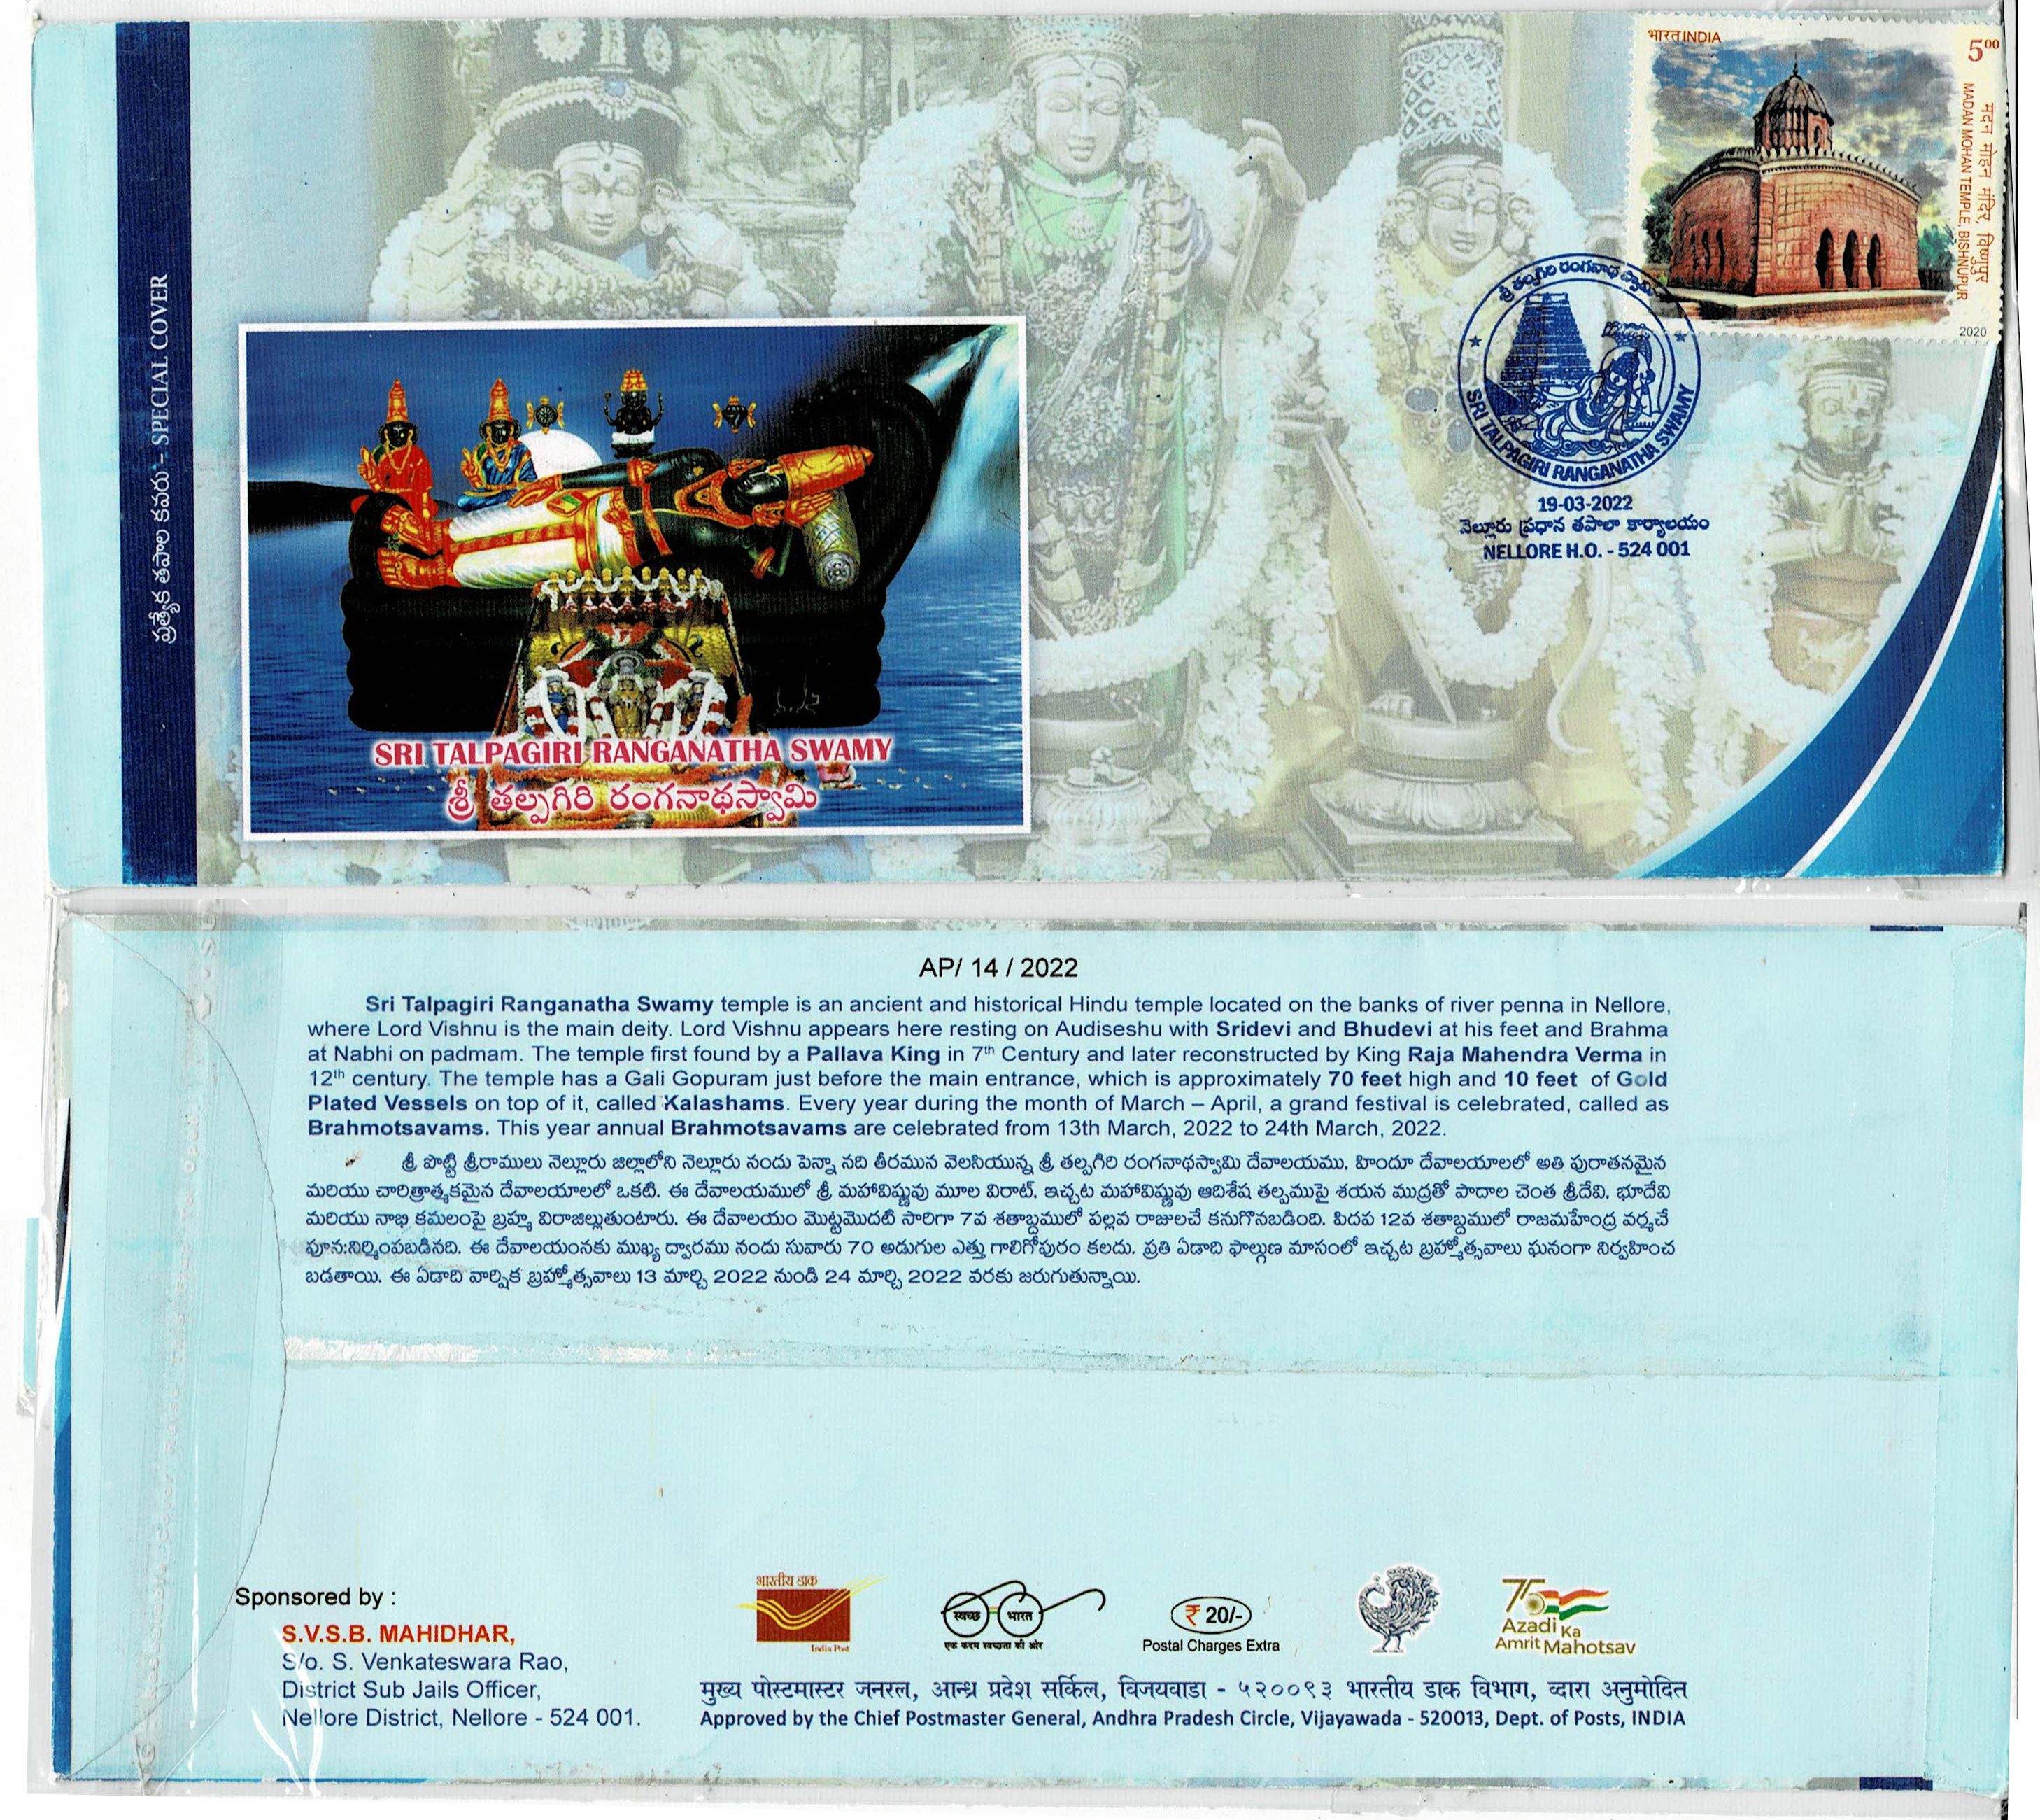 ప్రత్యేక తపాల కవరు - SPECIAL COVER
भारत INDIA
5 00
मदन मोहन मंदिर, विष्णुपुर
MADAN MOHAN TEMPLE, BISHNUPUR
2020
శ్రీ తల్పగిరి రంగనాథ స్వామి
SRI TALPAGIRI RANGANATHA SWAMY
19-03-2022
నెల్లూరు ప్రధాన తపాలా కార్యాలయం
NELLORE H.O. - 524 001
SRI TALPAGIRI RANGANATHA SWAMY
శ్రీ తల్పగిరి రంగనాథస్వామి
AP/ 14 / 2022
Sri Talpagiri Ranganatha Swamy temple is an ancient and historical Hindu temple located on the banks of river penna in Nellore,
where Lord Vishnu is the main deity. Lord Vishnu appears here resting on Audiseshu with Sridevi and Bhudevi at his feet and Brahma
at Nabhi on padmam. The temple first found by a Pallava King in 7th Century and later reconstructed by King Raja Mahendra Verma in
12th century. The temple has a Gali Gopuram just before the main entrance, which is approximately 70 feet high and 10 feet of Gold
Plated Vessels on top of it, called Kalashams. Every year during the month of March – April, a grand festival is celebrated, called as
Brahmotsavams. This year annual Brahmotsavams are celebrated from 13th March, 2022 to 24th March, 2022.
శ్రీ పొట్టి శ్రీరాములు నెల్లూరు జిల్లాలోని నెల్లూరు నందు పెన్నా నది తీరమున వెలసియున్న శ్రీ తల్పగిరి రంగనాథస్వామి దేవాలయము, హిందూ దేవాలయాలలో అతి పురాతనమైన
మరియు చారిత్రాత్మకమైన దేవాలయాలలో ఒకటి. ఈ దేవాలయములో శ్రీ మహావిష్ణువు మూల విరాట్. ఇచ్చట మహావిష్ణువు ఆదిశేష తల్పముపై శయన ముద్రతో పాదాల చెంత శ్రీదేవి, భూదేవి
మరియు నాభి కమలంపై బ్రహ్మ విరాజిల్లుతుంటారు. ఈ దేవాలయం మొట్టమొదటి సారిగా 7వ శతాబ్దములో పల్లవ రాజులచే కనుగొనబడింది. పిదప 12వ శతాబ్దములో రాజమహేంద్ర వర్మచే
పూన:నిర్మింపబడినది. ఈ దేవాలయంనకు ముఖ్య ద్వారము నందు సువారు 70 అడుగుల ఎత్తు గాలిగోపురం కలదు. ప్రతి ఏడాది ఫాల్గుణ మాసంలో ఇచ్చట బ్రహ్మోత్సవాలు ఘనంగా నిర్వహించ
బడతాయి. ఈ ఏడాది వార్షిక బ్రహ్మోత్సవాలు 13 మార్చి 2022 నుండి 24 మార్చి 2022 వరకు జరుగుతున్నాయి.
Sponsored by :
S.V.S.B. MAHIDHAR,
S/o. S. Venkateswara Rao,
District Sub Jails Officer,
Nellore District, Nellore - 524 001.
भारतीय डाक
India Post
स्वच्छ भारत
एक कदम स्वच्छता की ओर
₹ 20/-
Postal Charges Extra
75
Azadi Ka
Amrit Mahotsav
मुख्य पोस्टमास्टर जनरल, आन्ध्र प्रदेश सर्किल, विजयवाडा - ५२००१३ भारतीय डाक विभाग, व्दारा अनुमोदित
Approved by the Chief Postmaster General, Andhra Pradesh Circle, Vijayawada - 520013, Dept. of Posts, INDIA